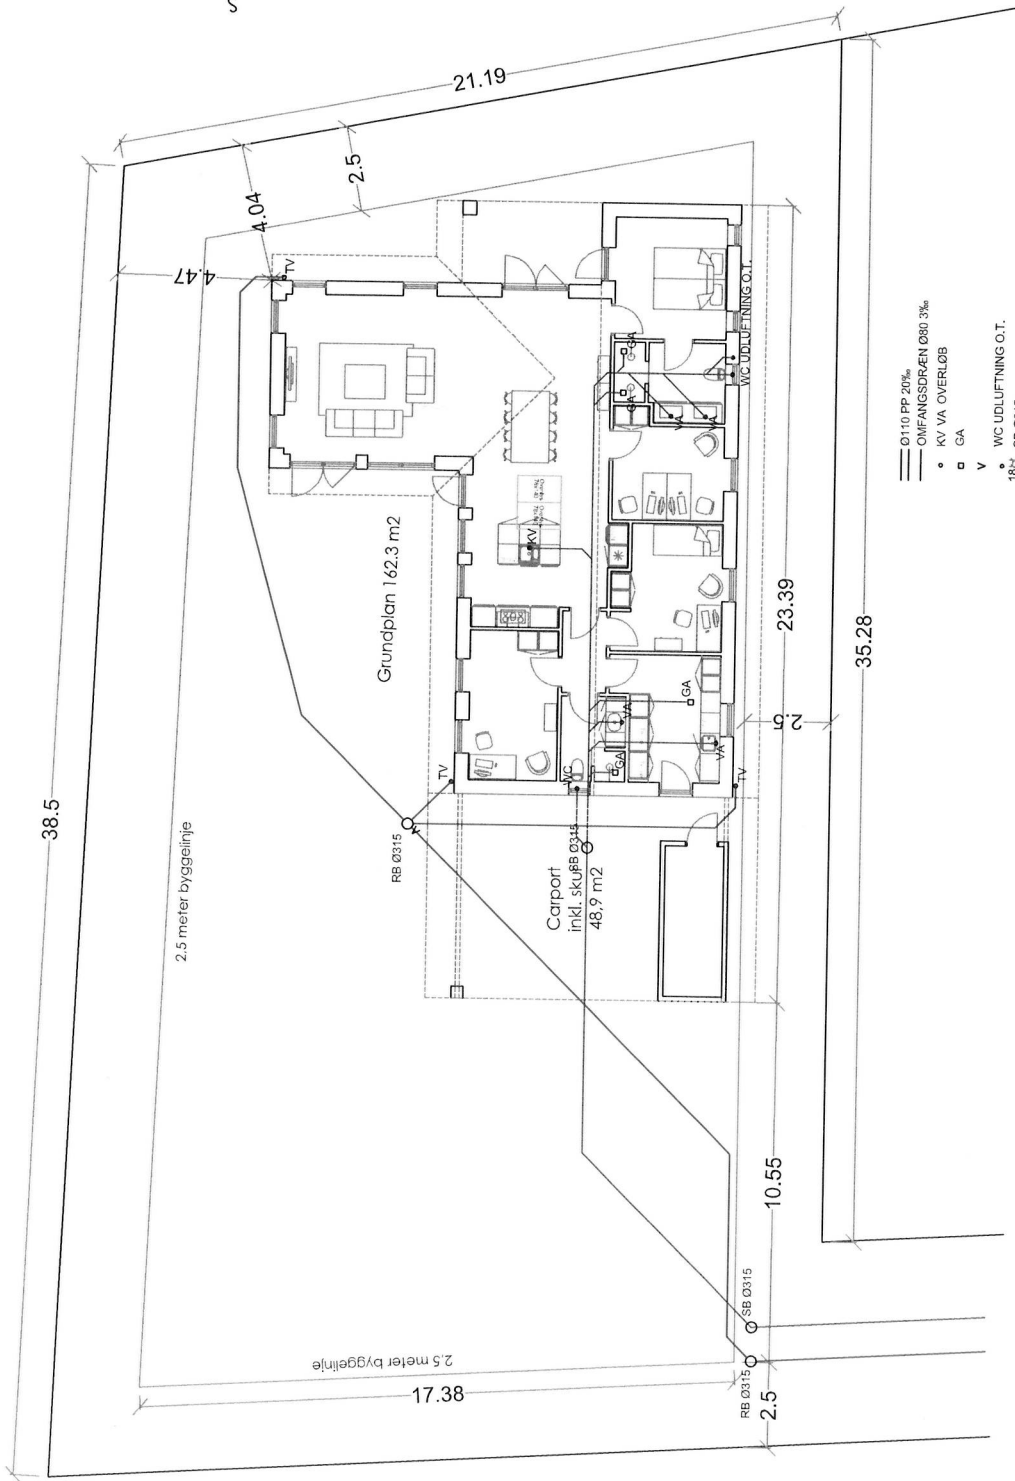 S
21.19
2.5
4.04
4.47
TV
38.5
2.5 meter byggelinje
Grundplan 162.3 m2
KV
GA
GA
VA
VA
WC UDLUFTNING O.T.
23.39
35.28
2.5
TV
WC
GA
VA
GA
VA
TV
RB Ø315
SB Ø315
Carport
inkl. skur
48,9 m2
10.55
2.5 meter byggelinje
17.38
RB Ø315
SB Ø315
2.5
Ø110 PP 20‰
OMFANGSDRÆN Ø80 3‰
KV VA OVERLØB
GA
V
WC UDLUFTNING O.T.